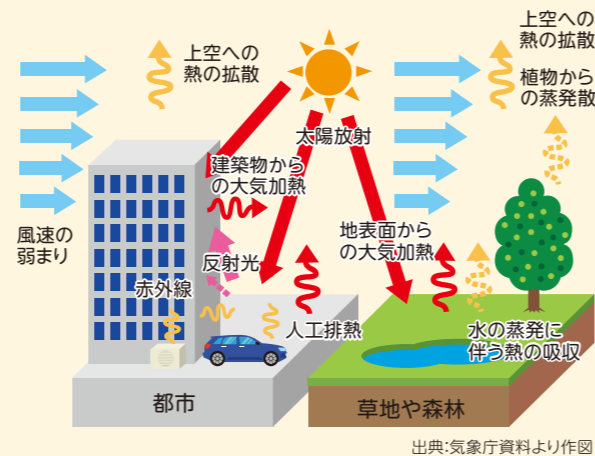 上空への
熱の拡散
上空への
熱の拡散
植物から
の蒸発散
太陽放射
建築物から
の大気加熱
風速の
弱まり
地表面から
の大気加熱
反射光
赤外線
人工排熱
水の蒸発に
伴う熱の吸収
都市
草地や森林
出典:気象庁資料より作図